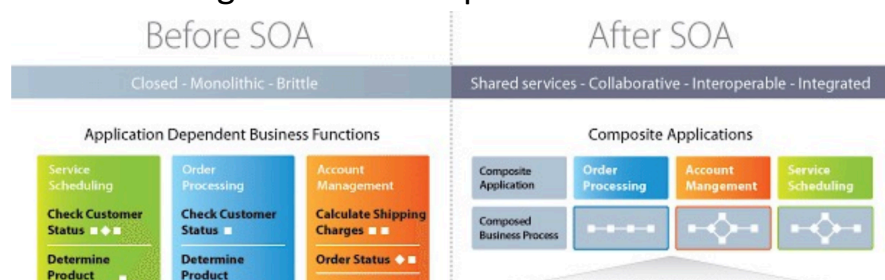 Before SOA
After SOA
Closed - Monolithic - Brittle
Shared services - Collaborative - Interoperable - Integrated
Application Dependent Business Functions
Service
Scheduling
Check Customer
Status
Determine
Product
Order
Processing
Check Customer
Status
Determine
Product
Account
Management
Calculate Shipping
Charges
Order Status
Composite Applications
Composite
Application
Order
Processing
Account
Mangement
Service
Scheduling
Composed
Business Process